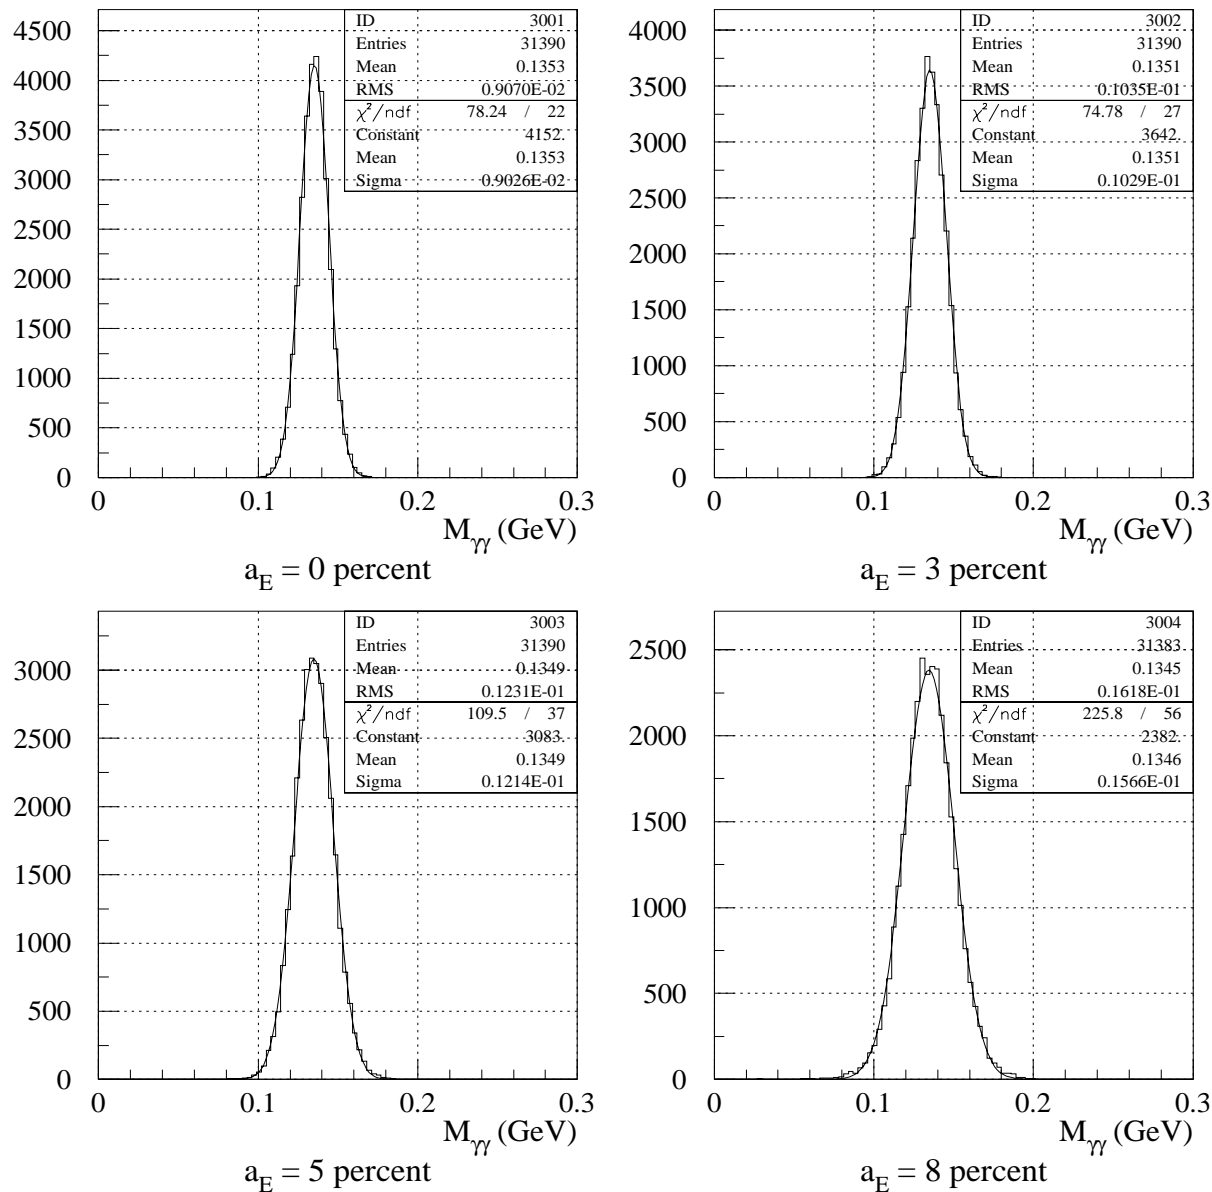 ID 3001
Entries 31390
Mean 0.1353
RMS 0.9070E-02
χ²/ndf 78.24 / 22
Constant 4152.
Mean 0.1353
Sigma 0.9026E-02
4500
4000
3500
3000
2500
2000
1500
1000
500
0
0 0.1 0.2 0.3
M_γγ (GeV)
a_E = 0 percent
ID 3002
Entries 31390
Mean 0.1351
RMS 0.1035E-01
χ²/ndf 74.78 / 27
Constant 3642.
Mean 0.1351
Sigma 0.1029E-01
4000
3500
3000
2500
2000
1500
1000
500
0
0 0.1 0.2 0.3
M_γγ (GeV)
a_E = 3 percent
ID 3003
Entries 31390
Mean 0.1349
RMS 0.1231E-01
χ²/ndf 109.5 / 37
Constant 3083.
Mean 0.1349
Sigma 0.1214E-01
3000
2500
2000
1500
1000
500
0
0 0.1 0.2 0.3
M_γγ (GeV)
a_E = 5 percent
ID 3004
Entries 31383
Mean 0.1345
RMS 0.1618E-01
χ²/ndf 225.8 / 56
Constant 2382.
Mean 0.1346
Sigma 0.1566E-01
2500
2000
1500
1000
500
0
0 0.1 0.2 0.3
M_γγ (GeV)
a_E = 8 percent